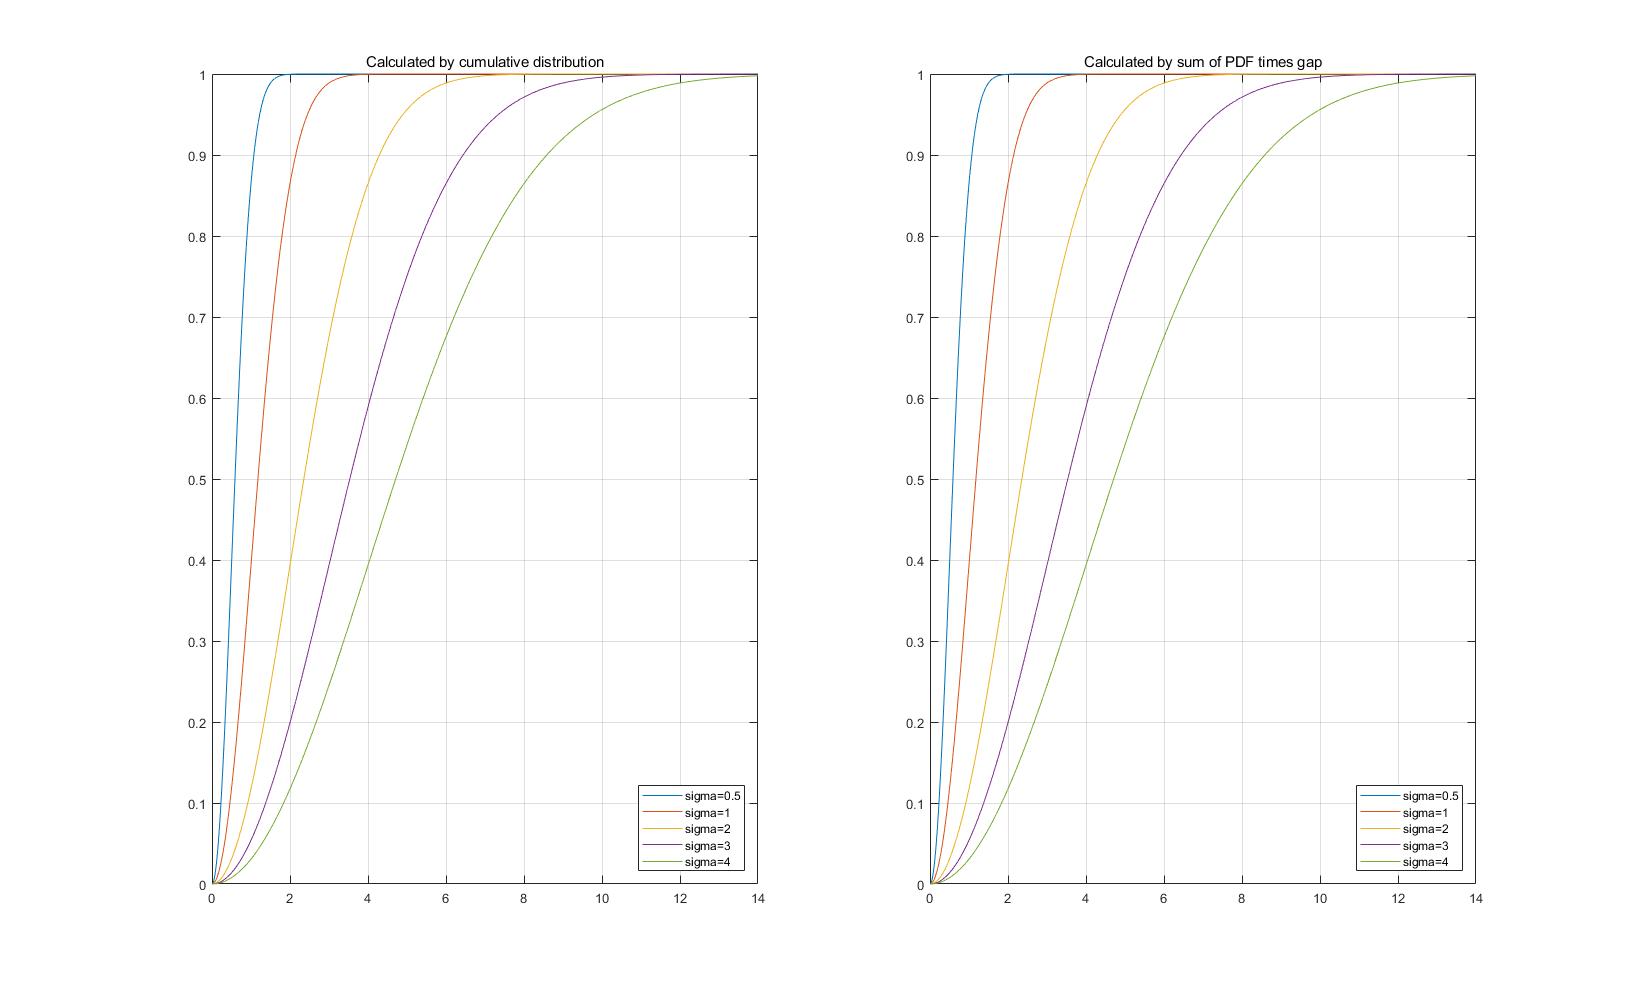 Calculated by cumulative distribution
1
0.9
0.8
0.7
0.6
0.5
0.4
0.3
0.2
0.1
0
0 2 4 6 8 10 12 14
sigma=0.5
sigma=1
sigma=2
sigma=3
sigma=4
Calculated by sum of PDF times gap
1
0.9
0.8
0.7
0.6
0.5
0.4
0.3
0.2
0.1
0
0 2 4 6 8 10 12 14
sigma=0.5
sigma=1
sigma=2
sigma=3
sigma=4